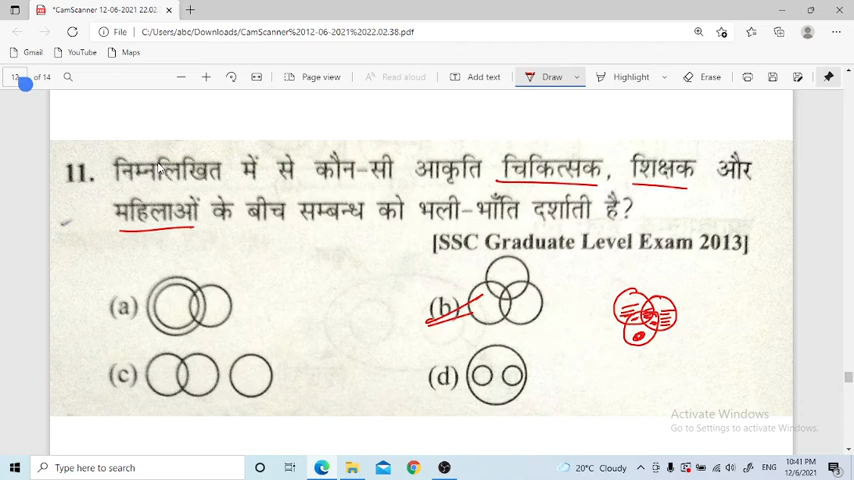 *CamScanner 12-06-2021 22.02
File
C:/Users/abc/Downloads/CamScanner%2012-06-2021%2022.02.38.pdf
Gmail
YouTube
Maps
12 of 14
Page view
Read aloud
Add text
Draw
Highlight
Erase
11. निम्नलिखित में से कौन-सी आकृति चिकित्सक, शिक्षक और
महिलाओं के बीच सम्बन्ध को भली-भाँति दर्शाती है?
[SSC Graduate Level Exam 2013]
(a)
(b)
(c)
(d)
Activate Windows
Go to Settings to activate Windows.
Type here to search
20°C Cloudy
ENG
10:41 PM
12/6/2021